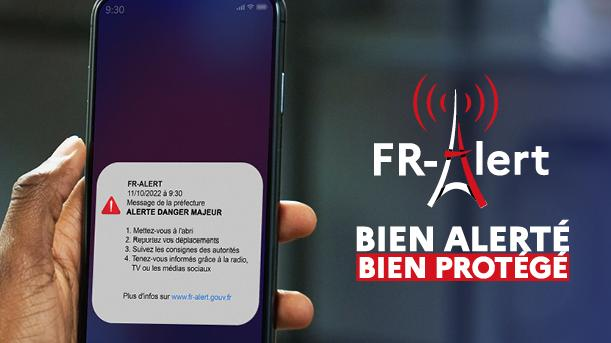 9:30
FR-ALERT
11/10/2022 à 9:30
Message de la préfecture
ALERTE DANGER MAJEUR
1. Mettez-vous à l'abri
2. Reportez vos déplacements
3. Suivez les consignes des autorités
4. Tenez-vous informés grâce à la radio,
TV ou les médias sociaux
Plus d'infos sur www.fr-alert.gouv.fr
FR-Alert
BIEN ALERTÉ
BIEN PROTÉGÉ